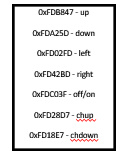 0xFDB847 - up
0xFDA25D - down
0xFD02FD - left
0xFD42BD - right
0xFDC03F - off/on
0xFD28D7 - chup
0xFD18E7 - chdown